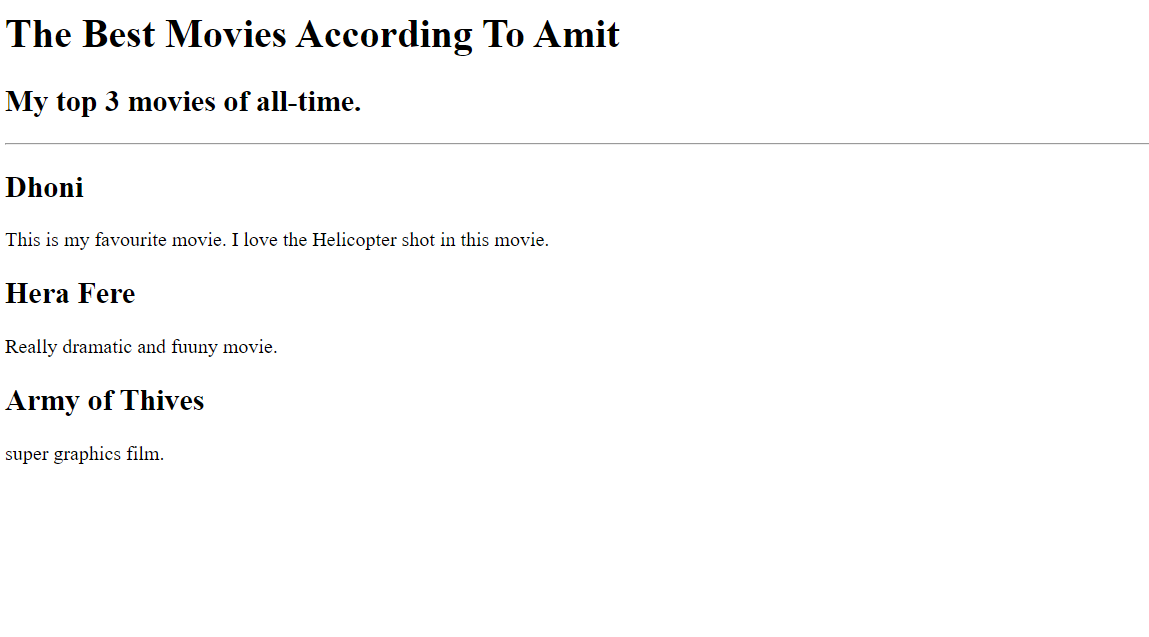 The Best Movies According To Amit
My top 3 movies of all-time.
Dhoni
This is my favourite movie. I love the Helicopter shot in this movie.
Hera Fere
Really dramatic and fuuny movie.
Army of Thives
super graphics film.